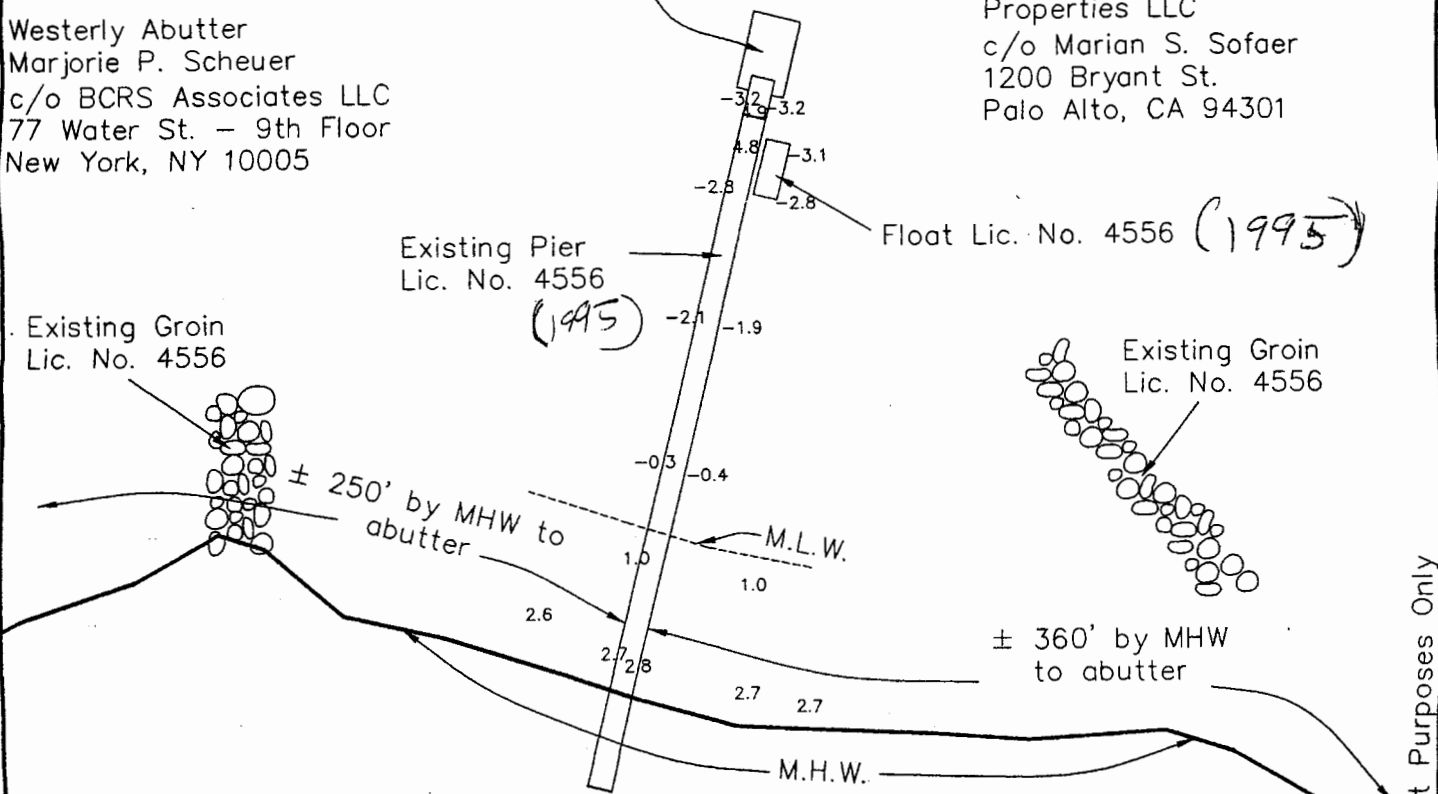 Westerly Abutter
Marjorie P. Scheuer
c/o BCRS Associates LLC
77 Water St. – 9th Floor
New York, NY 10005
Properties LLC
c/o Marian S. Sofaer
1200 Bryant St.
Palo Alto, CA 94301
-3.2
-3.2
4.8
-3.1
-2.8
-2.8
Float Lic. No. 4556 (1995)
Existing Pier
Lic. No. 4556
(1995)
-2.1
-1.9
Existing Groin
Lic. No. 4556
Existing Groin
Lic. No. 4556
-0.3
-0.4
± 250' by MHW to
abutter
M.L.W.
1.0
1.0
2.6
± 360' by MHW
to abutter
2.7
2.8
2.7
2.7
M.H.W.
t Purposes Only